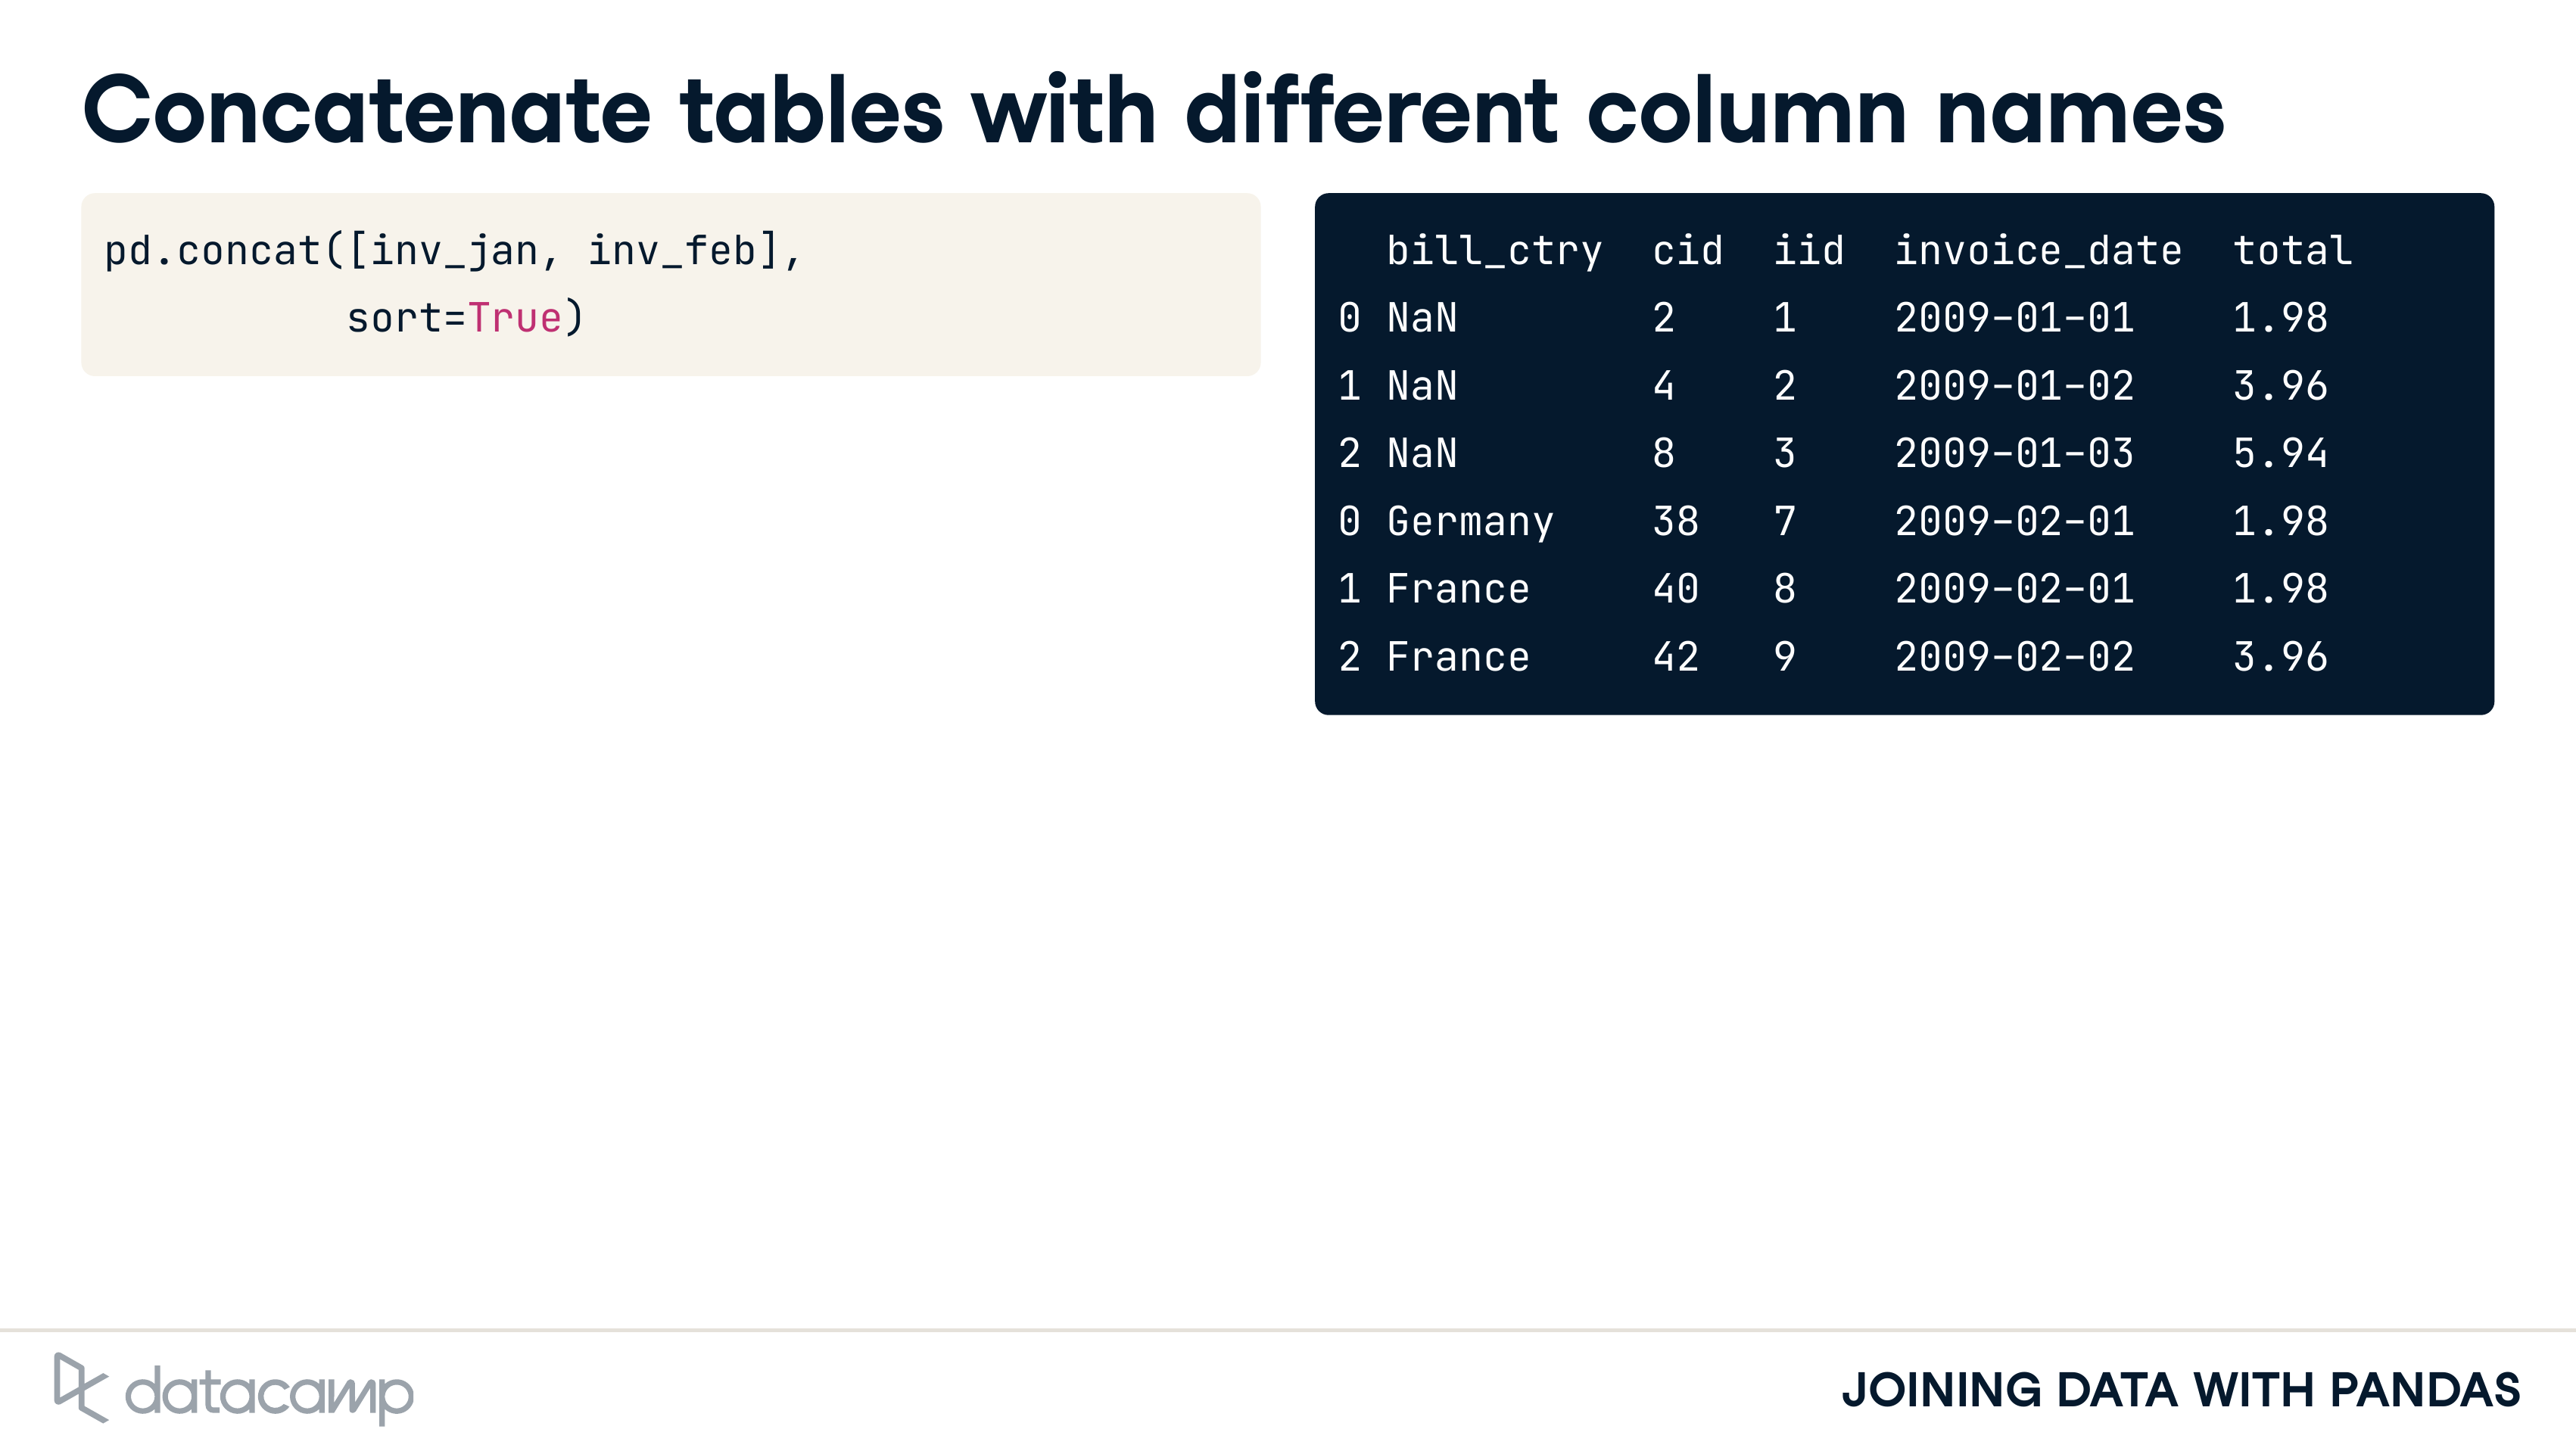 Concatenate tables with different column names
pd.concat([inv_jan, inv_feb],
sort=True)
bill_ctry cid iid invoice_date total
0 NaN 2 1 2009-01-01 1.98
1 NaN 4 2 2009-01-02 3.96
2 NaN 8 3 2009-01-03 5.94
0 Germany 38 7 2009-02-01 1.98
1 France 40 8 2009-02-01 1.98
2 France 42 9 2009-02-02 3.96
datacamp
JOINING DATA WITH PANDAS